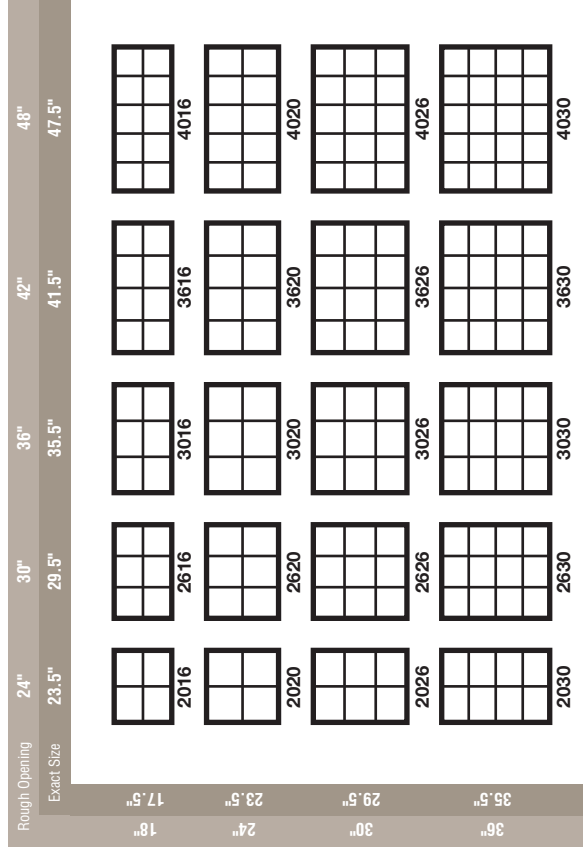 Rough Opening 24" 30" 36" 42" 48"
Exact Size 23.5" 29.5" 35.5" 41.5" 47.5"
18" 17.5" 2016 2616 3016 3616 4016
24" 23.5" 2020 2620 3020 3620 4020
30" 29.5" 2026 2626 3026 3626 4026
36" 35.5" 2030 2630 3030 3630 4030